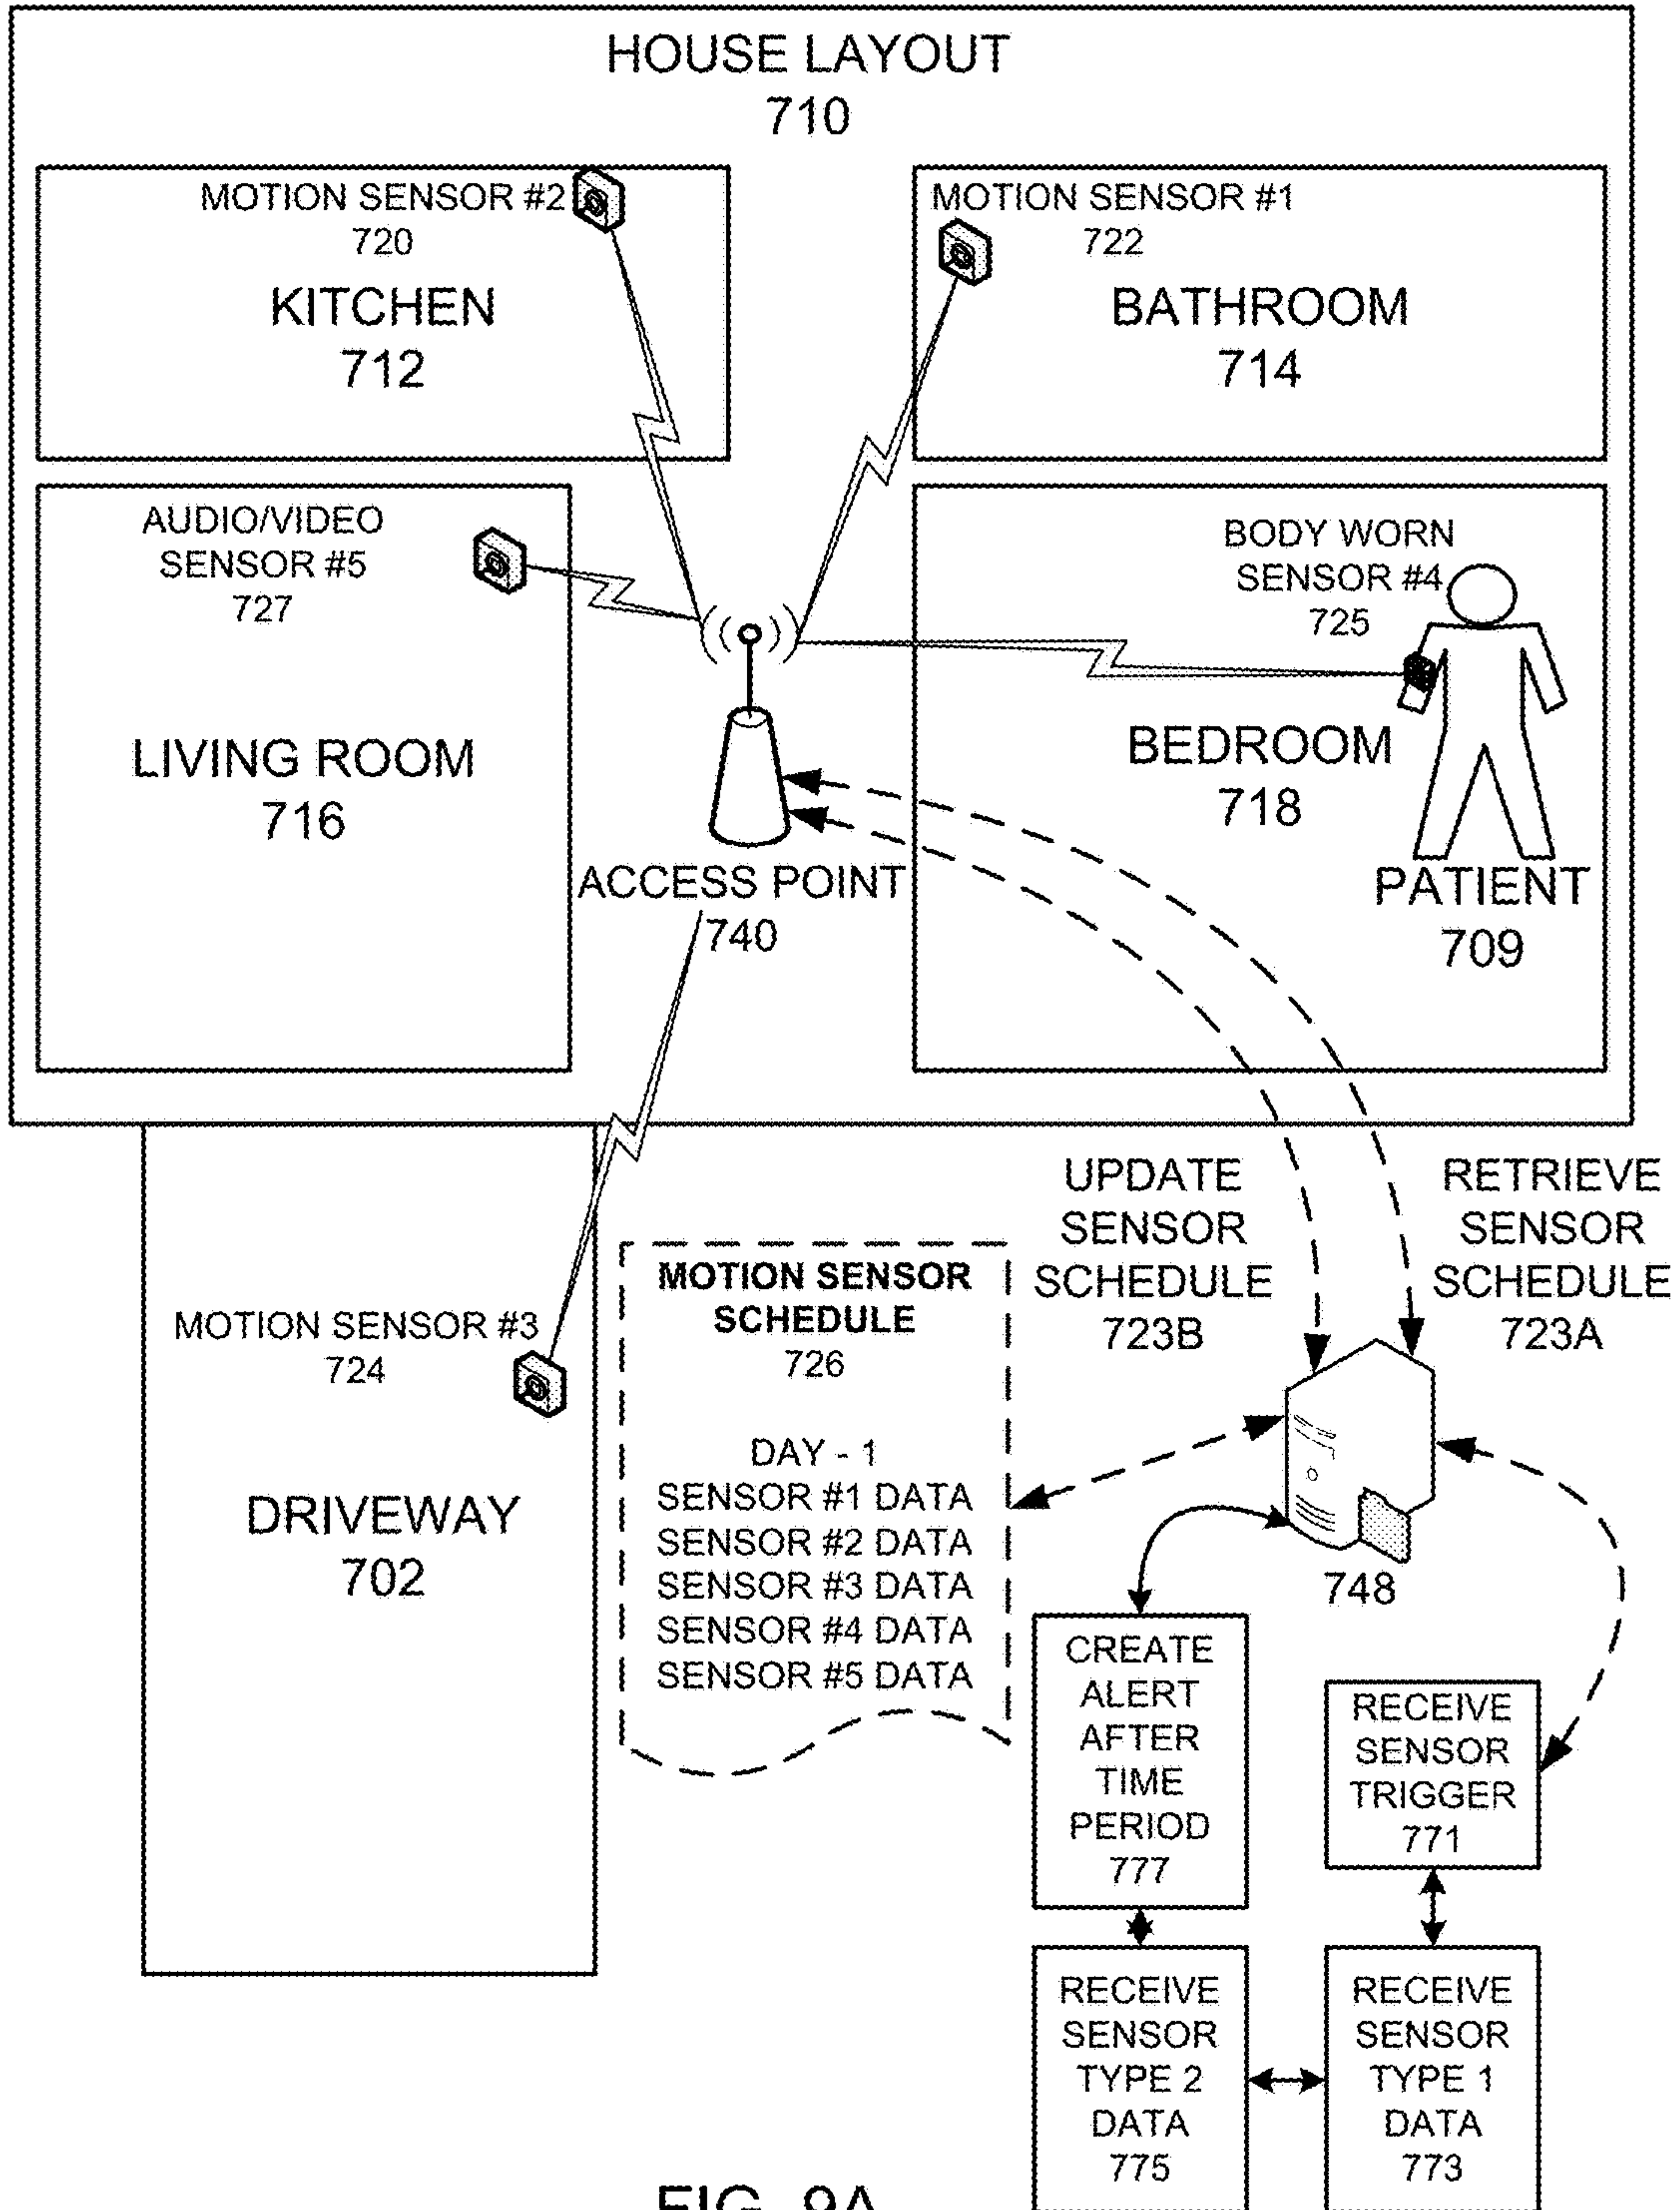 HOUSE LAYOUT
710
MOTION SENSOR #2
720
KITCHEN
712
MOTION SENSOR #1
722
BATHROOM
714
AUDIO/VIDEO
SENSOR #5
727
LIVING ROOM
716
BODY WORN
SENSOR #4
725
BEDROOM
718
PATIENT
709
ACCESS POINT
740
MOTION SENSOR #3
724
DRIVEWAY
702
MOTION SENSOR
SCHEDULE
726
DAY - 1
SENSOR #1 DATA
SENSOR #2 DATA
SENSOR #3 DATA
SENSOR #4 DATA
SENSOR #5 DATA
UPDATE
SENSOR
SCHEDULE
723B
RETRIEVE
SENSOR
SCHEDULE
723A
748
CREATE
ALERT
AFTER
TIME
PERIOD
777
RECEIVE
SENSOR
TRIGGER
771
RECEIVE
SENSOR
TYPE 2
DATA
775
RECEIVE
SENSOR
TYPE 1
DATA
773
FIG. 9A